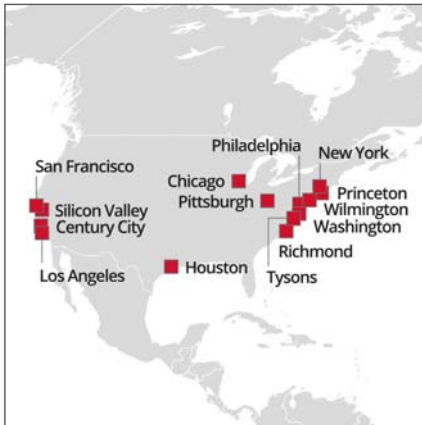 Philadelphia
New York
San Francisco
Chicago
Princeton
Pittsburgh
Wilmington
Silicon Valley
Century City
Washington
Richmond
Los Angeles
Houston
Tysons